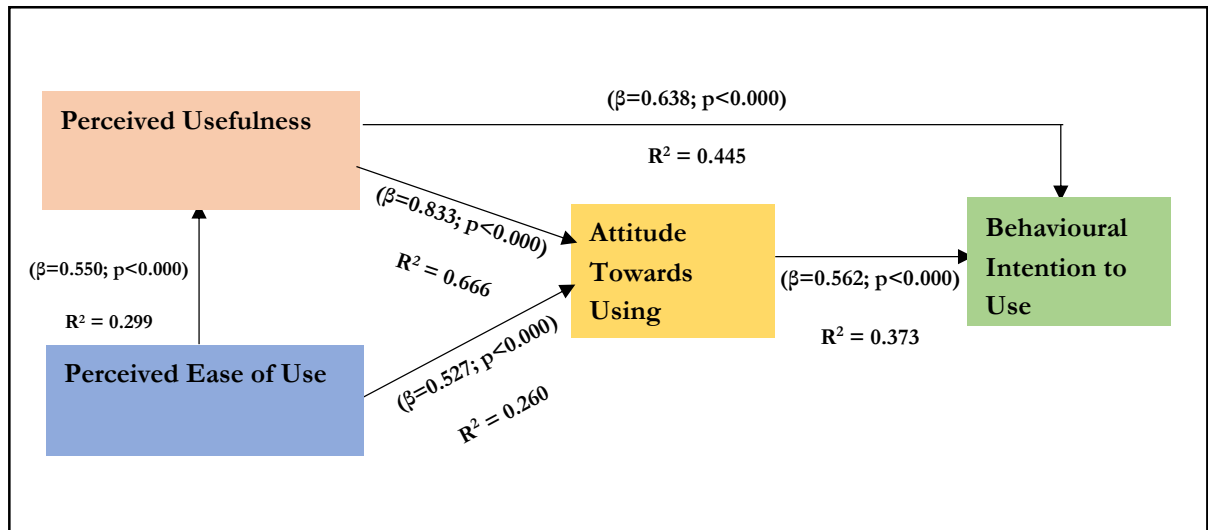 Perceived Usefulness
(β=0.638; p<0.000)
R² = 0.445
(β=0.833; p<0.000)
R² = 0.666
Attitude
Towards
Using
Behavioural
Intention to
Use
(β=0.550; p<0.000)
R² = 0.299
(β=0.562; p<0.000)
R² = 0.373
Perceived Ease of Use
(β=0.527; p<0.000)
R² = 0.260